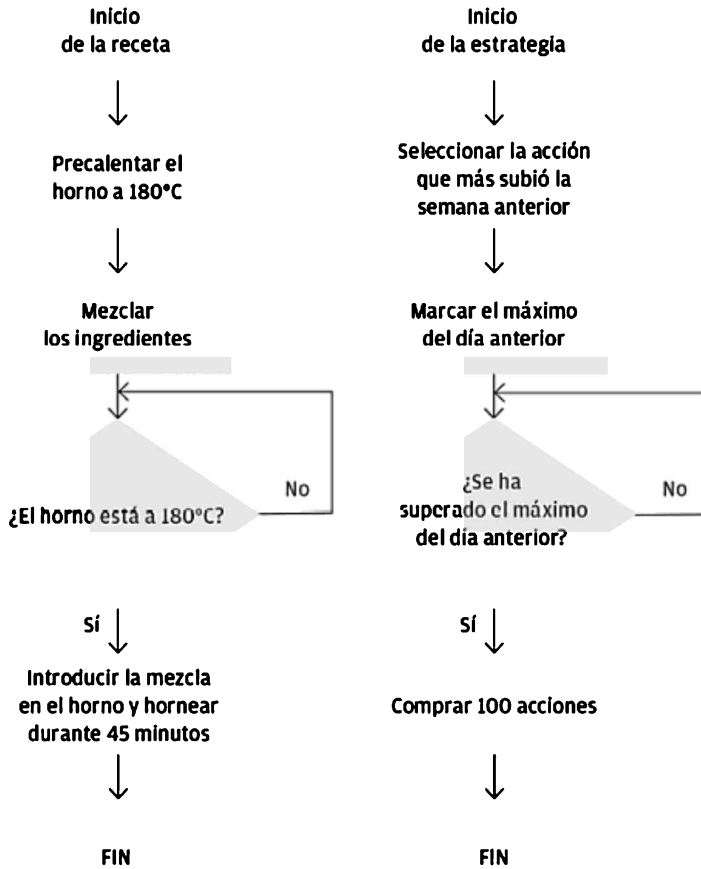 Inicio
de la receta
Precalentar el
horno a 180°C
Mezclar
los ingredientes
No
¿El horno está a 180°C?
Sí
Introducir la mezcla
en el horno y hornear
durante 45 minutos
FIN
Inicio
de la estrategia
Seleccionar la acción
que más subió la
semana anterior
Marcar el máximo
del día anterior
¿Se ha
superado el máximo
del día anterior?
No
Sí
Comprar 100 acciones
FIN